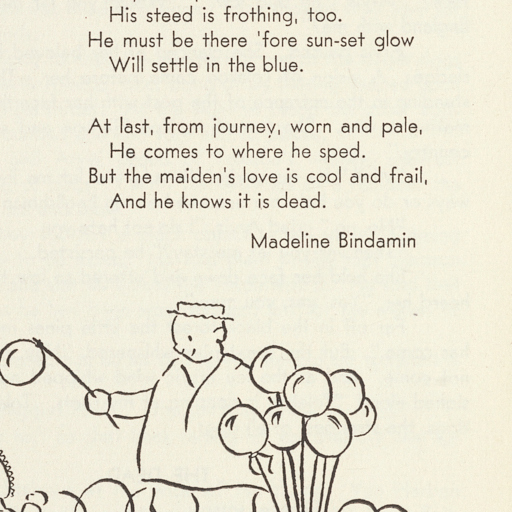 His steed is frothing, too.
He must be there 'fore sun-set glow
Will settle in the blue.
At last, from journey, worn and pale,
He comes to where he sped.
But the maiden's love is cool and frail,
And he knows it is dead.
Madeline Bindamin